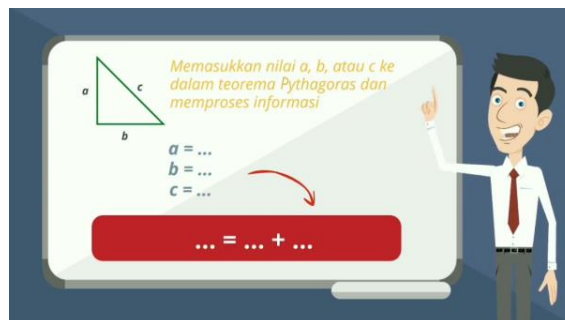 Memasukkan nilai a, b, atau c ke
dalam teorema Pythagoras dan
memproses informasi
a
c
b
a = ...
b = ...
c = ...
... = ... + ...